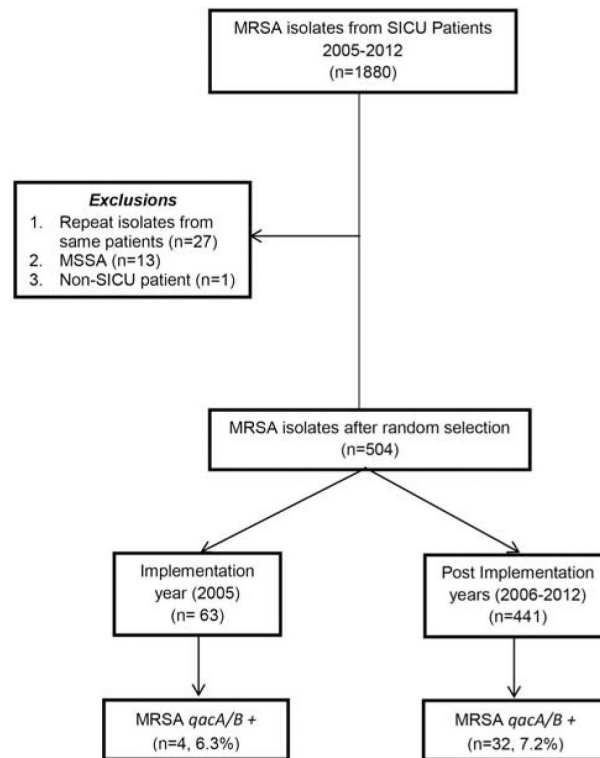 MRSA isolates from SICU Patients
2005-2012
(n=1880)
Exclusions
1. Repeat isolates from
same patients (n=27)
2. MSSA (n=13)
3. Non-SICU patient (n=1)
MRSA isolates after random selection
(n=504)
Implementation
year (2005)
(n= 63)
Post Implementation
years (2006-2012)
(n=441)
MRSA qacA/B +
(n=4, 6.3%)
MRSA qacA/B +
(n=32, 7.2%)